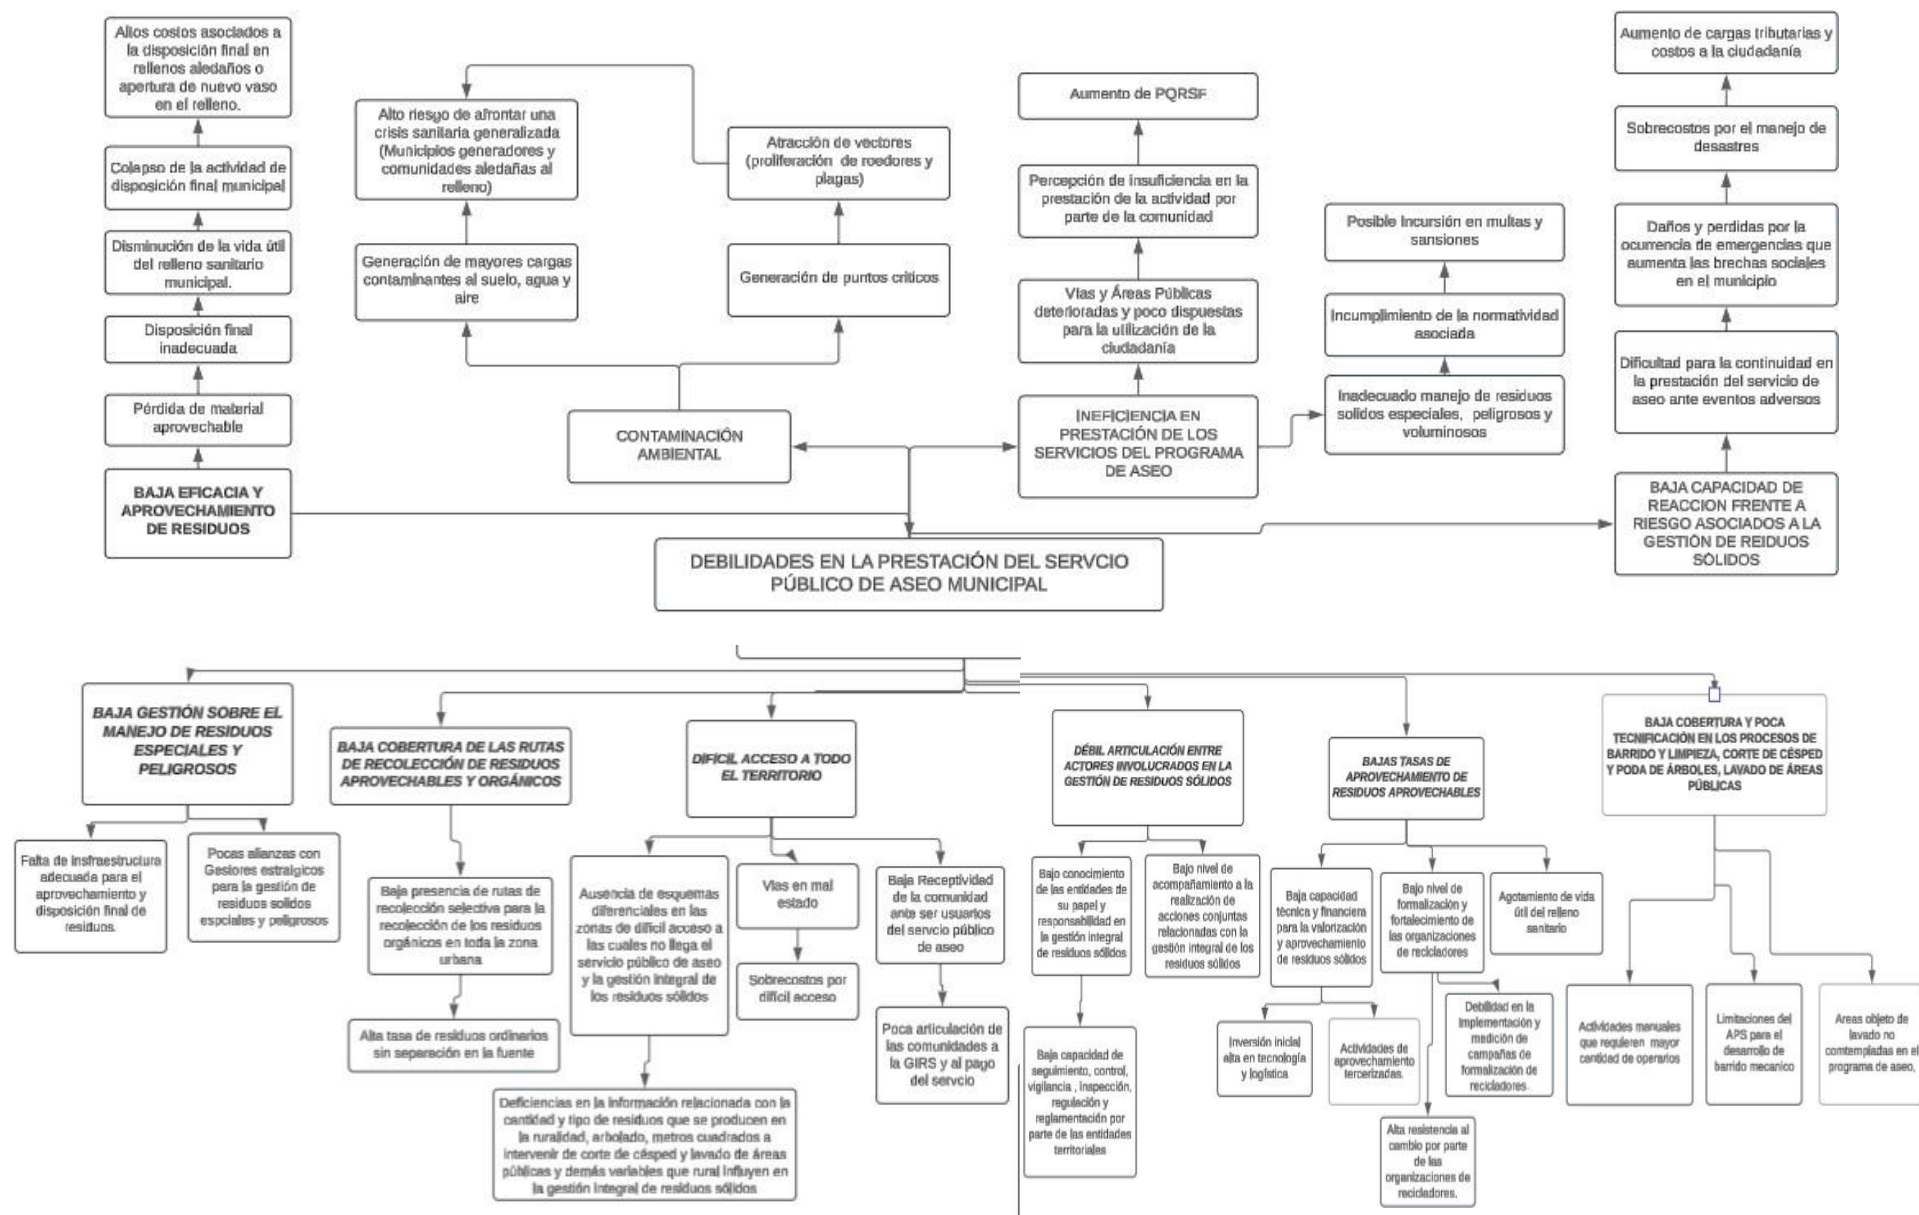 Altos costos asociados a
la disposición final en
rellenos aledaños o
apertura de nuevo vaso
en el relleno.
Colapso de la actividad de
disposición final municipal
Disminución de la vida útil
del relleno sanitario
municipal.
Disposición final
inadecuada
Pérdida de material
aprovechable
BAJA EFICACIA Y
APROVECHAMIENTO
DE RESIDUOS
Alto riesgo de afrontar una
crisis sanitaria generalizada
(Municipios generadores y
comunidades aledañas al
relleno)
Generación de mayores cargas
contaminantes al suelo, agua y
aire
Atracción de vectores
(proliferación de roedores y
plagas)
Generación de puntos criticos
CONTAMINACIÓN
AMBIENTAL
Aumento de PQRSF
Percepción de insuficiencia en la
prestación de la actividad por
parte de la comunidad
Vías y Áreas Públicas
deterioradas y poco dispuestas
para la utilización de la
ciudadanía
INEFICIENCIA EN
PRESTACIÓN DE LOS
SERVICIOS DEL PROGRAMA
DE ASEO
Posible Incursión en multas y
sansiones
Incumplimiento de la normatividad
asociada
Inadecuado manejo de residuos
solidos especiales, peligrosos y
voluminosos
Aumento de cargas tributarias y
costos a la ciudadanía
Sobrecostos por el manejo de
desastres
Daños y perdidas por la
ocurrencia de emergencias que
aumenta las brechas sociales
en el municipio
Dificultad para la continuidad en
la prestación del servicio de
aseo ante eventos adversos
BAJA CAPACIDAD DE
REACCION FRENTE A
RIESGO ASOCIADOS A LA
GESTIÓN DE REIDUOS
SÓLIDOS
DEBILIDADES EN LA PRESTACIÓN DEL SERVCIO
PÚBLICO DE ASEO MUNICIPAL
BAJA GESTIÓN SOBRE EL
MANEJO DE RESIDUOS
ESPECIALES Y
PELIGROSOS
Falta de insfraestructura
adecuada para el
aprovechamiento y
disposición final de
residuos.
Pocas alianzas con
Gestores estralgicos
para la gestión de
residuos solidos
espciales y peligrosos
BAJA COBERTURA DE LAS RUTAS
DE RECOLECCIÓN DE RESIDUOS
APROVECHABLES Y ORGÁNICOS
Baja presencia de rutas de
recolección selectiva para la
recolección de los residuos
orgánicos en toda la zona
urbana
Alta tasa de residuos ordinarios
sin separación en la fuente
DIFICIL ACCESO A TODO
EL TERRITORIO
Ausencia de esquemas
diferenciales en las
zonas de difícil acceso a
las cuales no llega el
servicio público de aseo
y la gestión integral de
los residuos sólidos
Deficiencias en la información relacionada con la
cantidad y tipo de residuos que se producen en
la ruralidad, arbolado, metros cuadrados a
intervenir de corte de césped y lavado de áreas
públicas y demás variables que rural influyen en
la gestión integral de residuos sólidos
Vías en mal
estado
Sobrecostos por
difícil acceso
Baja Receptividad
de la comunidad
ante ser usuarios
del servcio público
de aseo
Poca articulación de
las comunidades a
la GIRS y al pago
del servcio
DÉBIL ARTICULACIÓN ENTRE
ACTORES INVOLUCRADOS EN LA
GESTIÓN DE RESIDUOS SÓLIDOS
Bajo conocimiento
de las entidades de
su papel y
responsabilidad en
la gestión integral
de residuos sólidos
Baja capacidad de
seguimiento, control,
vigilancia , inspección,
regulación y
reglamentación por
parte de las entidades
territoriales
Bajo nivel de
acompañamiento a la
realización de
acciones conjuntas
relacionadas con la
gestión integral de los
residuos sólidos
BAJAS TASAS DE
APROVECHAMIENTO DE
RESIDUOS APROVECHABLES
Baja capacidad
técnica y financiera
para la valorización
y aprovechamiento
de residuos sólidos
Inversión inicial
alta en tecnología
y logística
Actividades de
aprovechamiento
tercerizadas.
Bajo nivel de
formalización y
fortalecimiento de
las organizaciones
de recicladores
Debilidad en la
implementación y
medición de
campañas de
formalización de
recicladores.
Alta resistencia al
cambio por parte
de las
organizaciones de
recicladores.
Agotamiento de vida
útil del relleno
sanitario
BAJA COBERTURA Y POCA
TECNIFICACIÓN EN LOS PROCESOS DE
BARRIDO Y LIMPIEZA, CORTE DE CÉSPED
Y PODA DE ÁRBOLES, LAVADO DE ÁREAS
PÚBLICAS
Actividades manuales
que requieren mayor
cantidad de operarios
Limitaciones del
APS para el
desarrollo de
barrido mecanico
Areas objeto de
lavado no
comtempladas en el
programa de aseo,